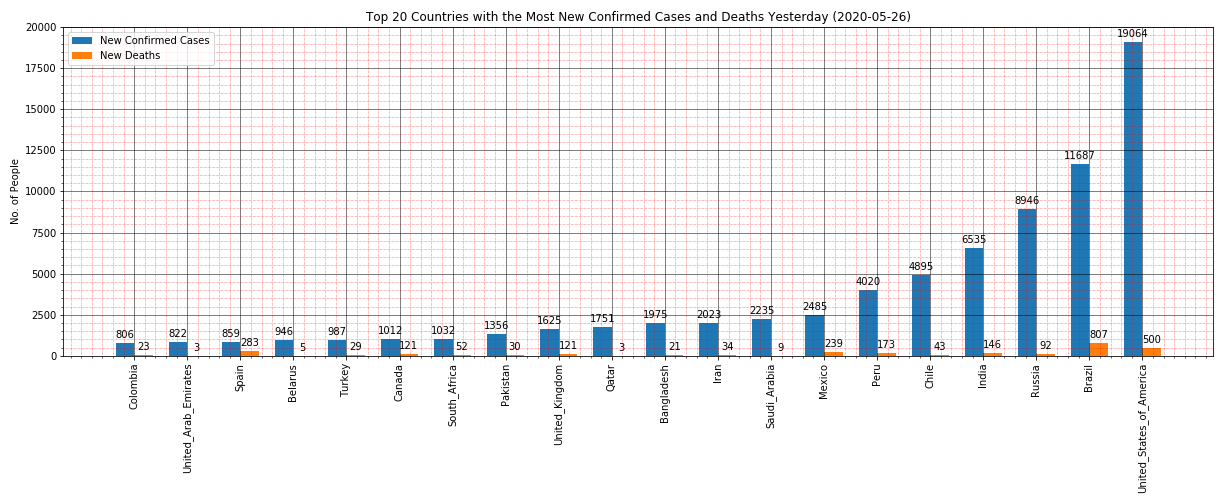 Top 20 Countries with the Most New Confirmed Cases and Deaths Yesterday (2020-05-26)
New Confirmed Cases
New Deaths
No. of People
20000
17500
15000
12500
10000
7500
5000
2500
0
806 23
822 3
859 283
946 5
987 29
1012 121
1032 52
1356 30
1625 121
1751 3
1975 21
2023 34
2235 9
2485 239
4020 173
4895 43
6535 146
8946 92
11687 807
19064 500
Colombia
United_Arab_Emirates
Spain
Belarus
Turkey
Canada
South_Africa
Pakistan
United_Kingdom
Qatar
Bangladesh
Iran
Saudi_Arabia
Mexico
Peru
Chile
India
Russia
Brazil
United_States_of_America